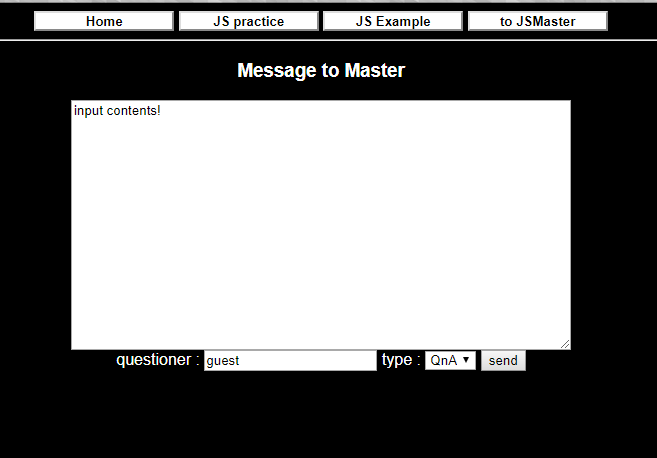 Home JS practice JS Example to JSMaster
Message to Master
input contents!
questioner : guest type : QnA ▼ send